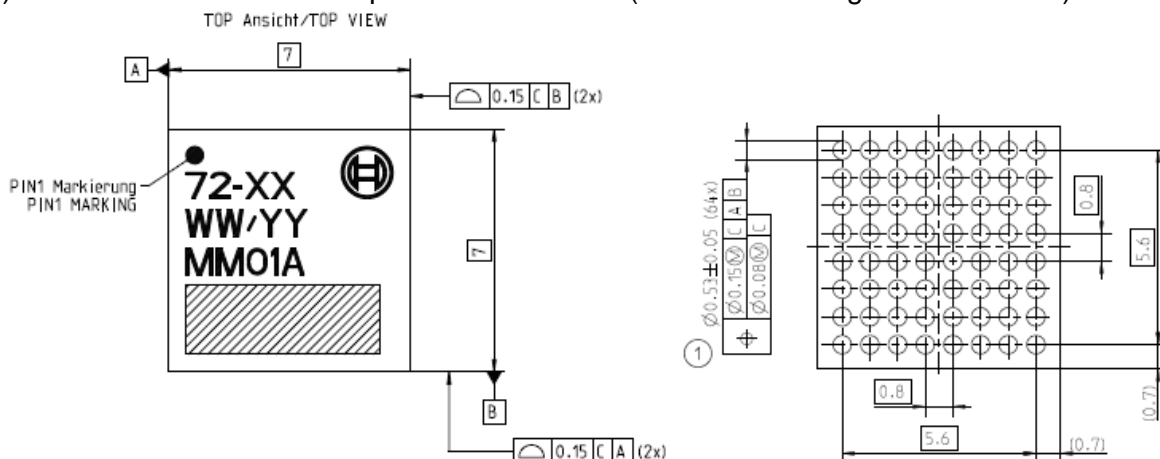 TOP Ansicht/TOP VIEW
7
A
0.15 C B (2x)
PIN1 Markierung
PIN1 MARKING
72-XX
WW/YY
MM01A
7
B
0.15 C A (2x)
1
Ø0.53±0.05 (64x)
Ø0.15Ⓜ C A B
Ø0.08Ⓜ C
0.8
5.6
0.8
5.6
(0.7)
(0.7)